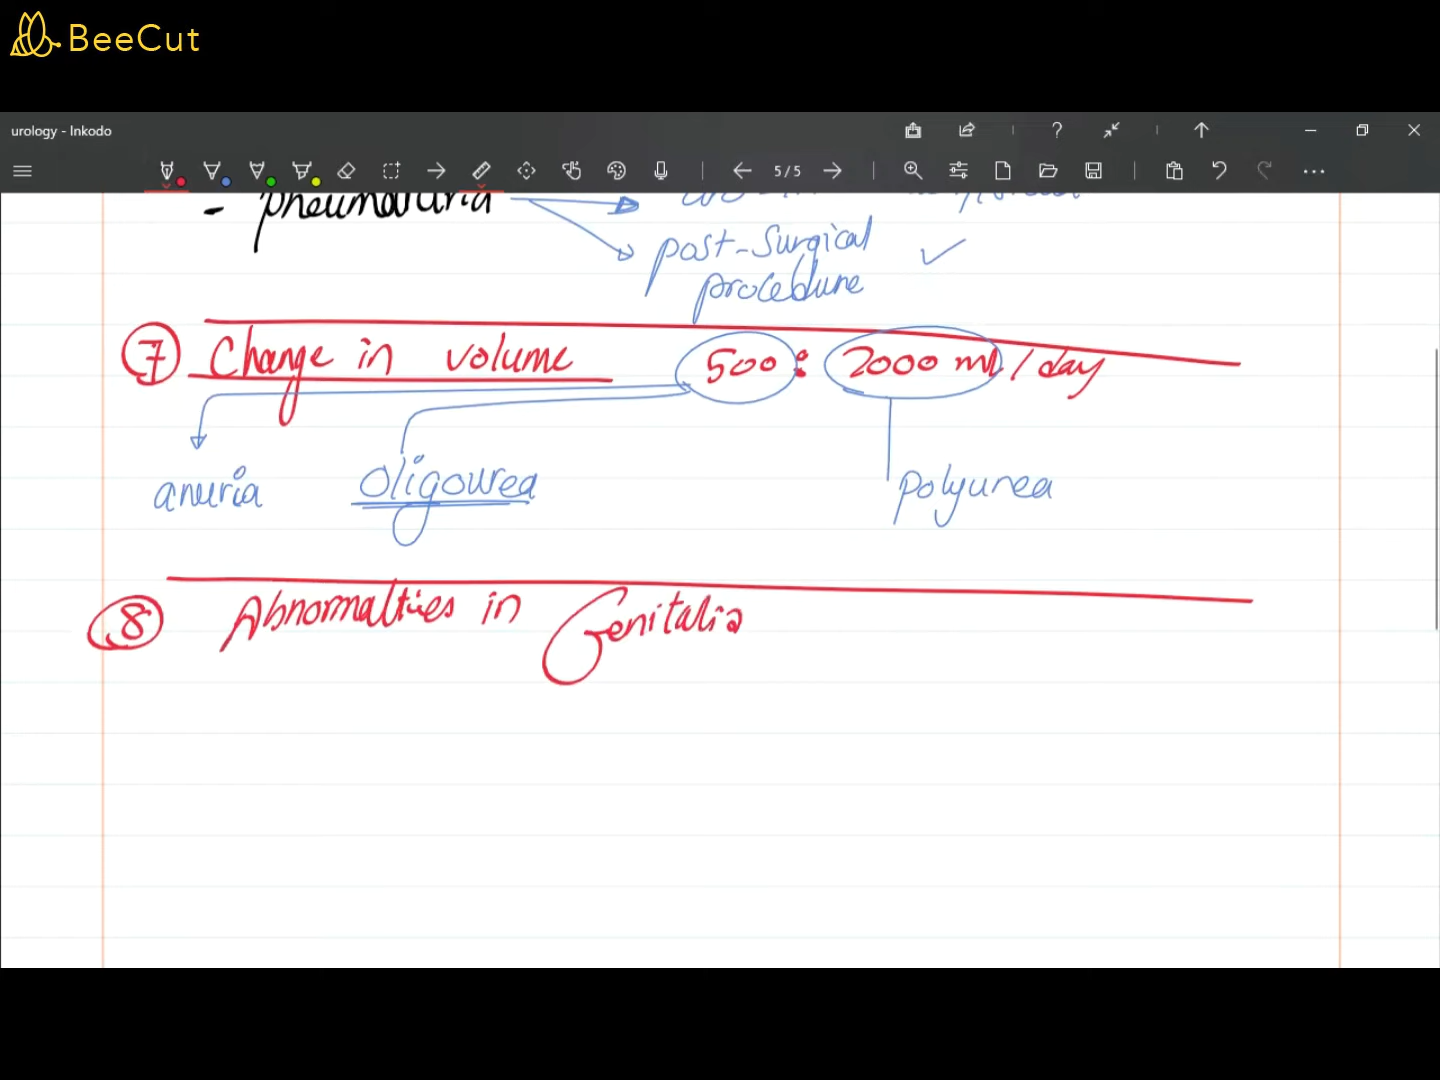 BeeCut
urology - Inkodo
5 / 5
- pneumaturia
post-Surgical
procedure
7 Change in volume 500 : 2000 ml / day
anuria oligourea polyurea
8 Abnormalties in Genitalia